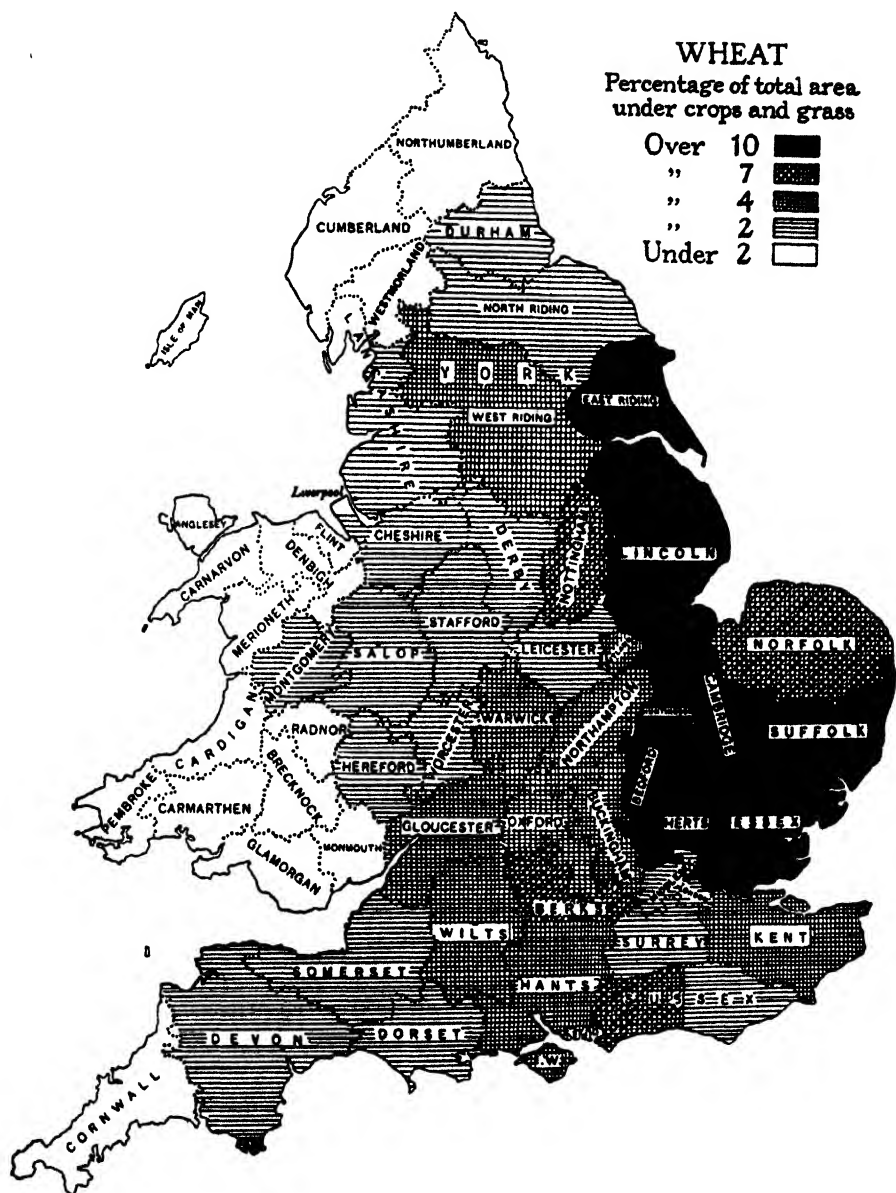 WHEAT
Percentage of total area
under crops and grass
Over 10
" 7
" 4
" 2
Under 2
NORTHUMBERLAND
CUMBERLAND
DURHAM
WESTMORLAND
ISLE OF MAN
NORTH RIDING
LANCASHIRE
YORK
EAST RIDING
WEST RIDING
Liverpool
ANGLESEY
FLINT
CHESHIRE
DERBY
NOTTINGHAM
LINCOLN
CARNARVON
DENBIGH
MERIONETH
STAFFORD
MONTGOMERY
SALOP
LEICESTER
NORFOLK
CARDIGAN
RADNOR
WORCESTER
WARWICK
NORTHAMPTON
CAMBRIDGE
SUFFOLK
HEREFORD
BEDFORD
PEMBROKE
BRECKNOCK
CARMARTHEN
GLOUCESTER
OXFORD
BUCKINGHAM
HERTS
ESSEX
GLAMORGAN
MONMOUTH
BERKS
WILTS
SURREY
KENT
SOMERSET
HANTS
SUSSEX
DEVON
DORSET
I.W.
CORNWALL